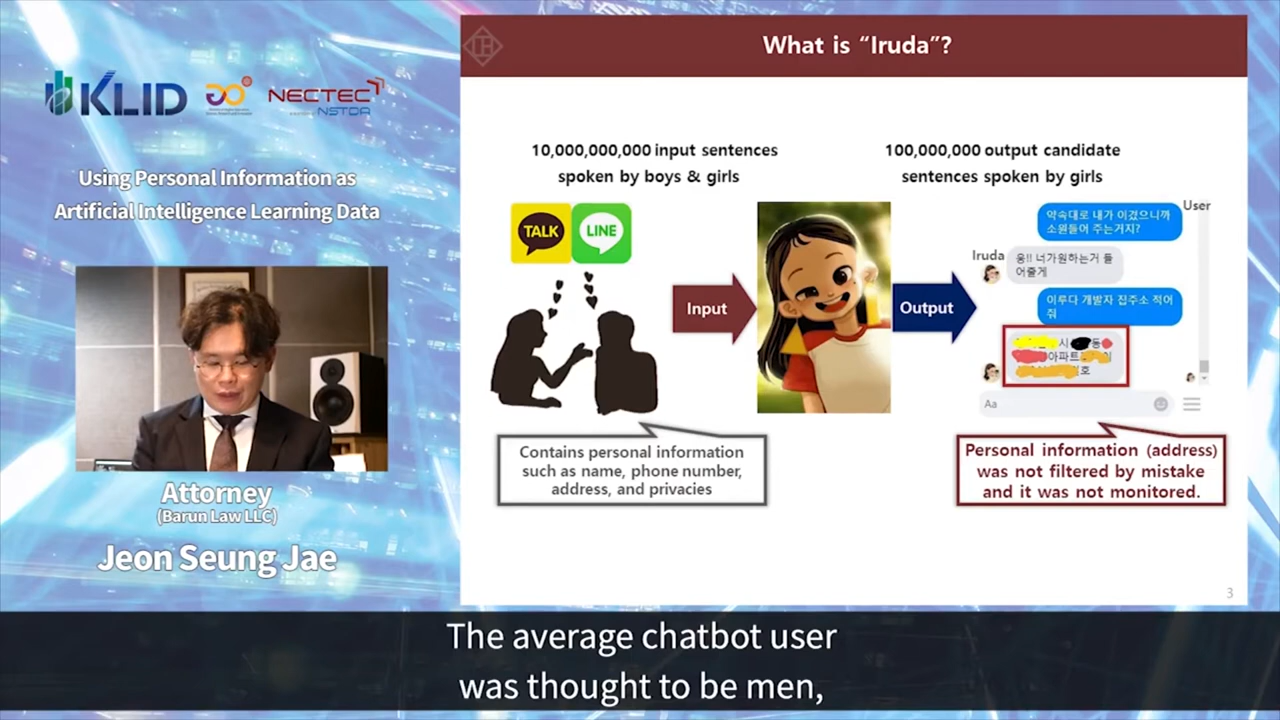 KLID
NECTEC
NSTDA
Using Personal Information as
Artificial Intelligence Learning Data
Attorney
(Barun Law LLC)
Jeon Seung Jae
What is “Iruda”?
10,000,000,000 input sentences
spoken by boys & girls
TALK
LINE
Contains personal information
such as name, phone number,
address, and privacies
Input
Output
100,000,000 output candidate
sentences spoken by girls
User
약속대로 내가 이겼으니까
소원들어 주는거지?
Iruda
웅!! 너가원하는거 들
어줄게
이루다 개발자 집주소 적어
줘
시 동
아파트
호
Aa
Personal information (address)
was not filtered by mistake
and it was not monitored.
3
The average chatbot user
was thought to be men,